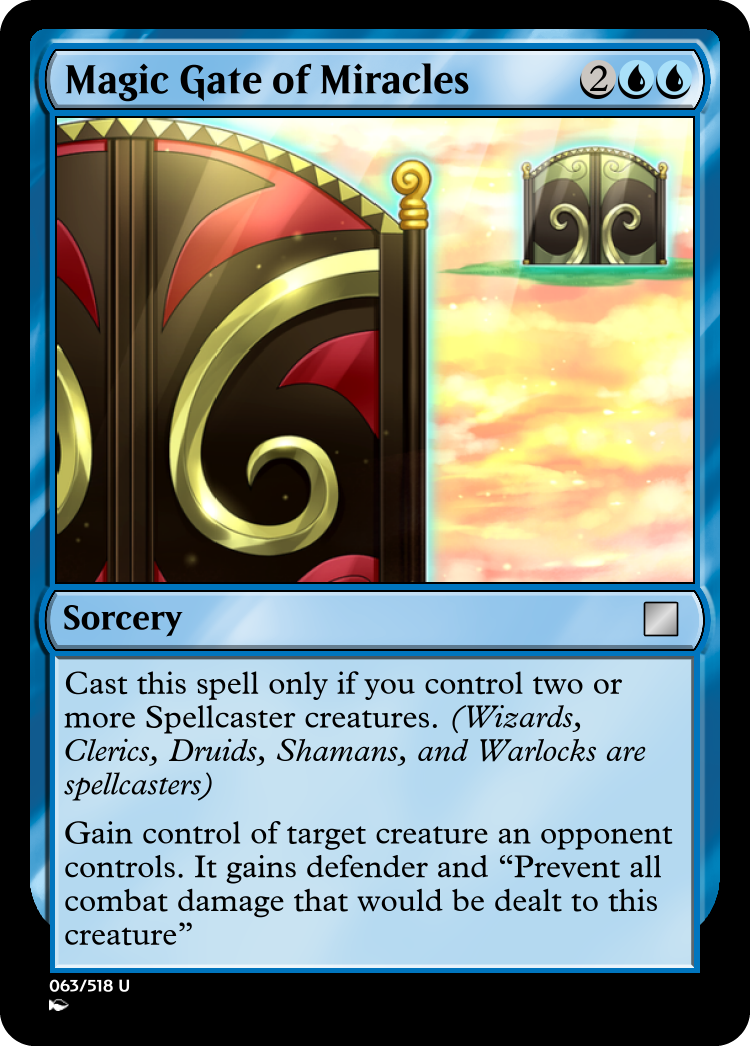 Magic Gate of Miracles 2
Sorcery
Cast this spell only if you control two or
more Spellcaster creatures. (Wizards,
Clerics, Druids, Shamans, and Warlocks are
spellcasters)
Gain control of target creature an opponent
controls. It gains defender and “Prevent all
combat damage that would be dealt to this
creature”
063/518 U